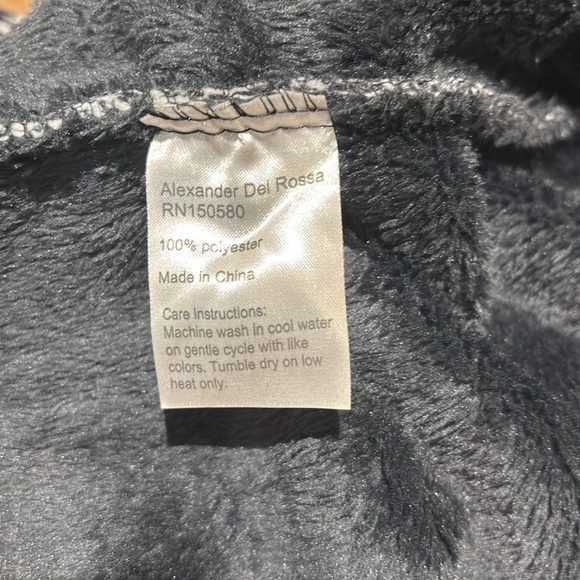 Alexander Del Rossa
RN150580
100% polyester
Made in China
Care Instructions:
Machine wash in cool water
on gentle cycle with like
colors. Tumble dry on low
heat only.